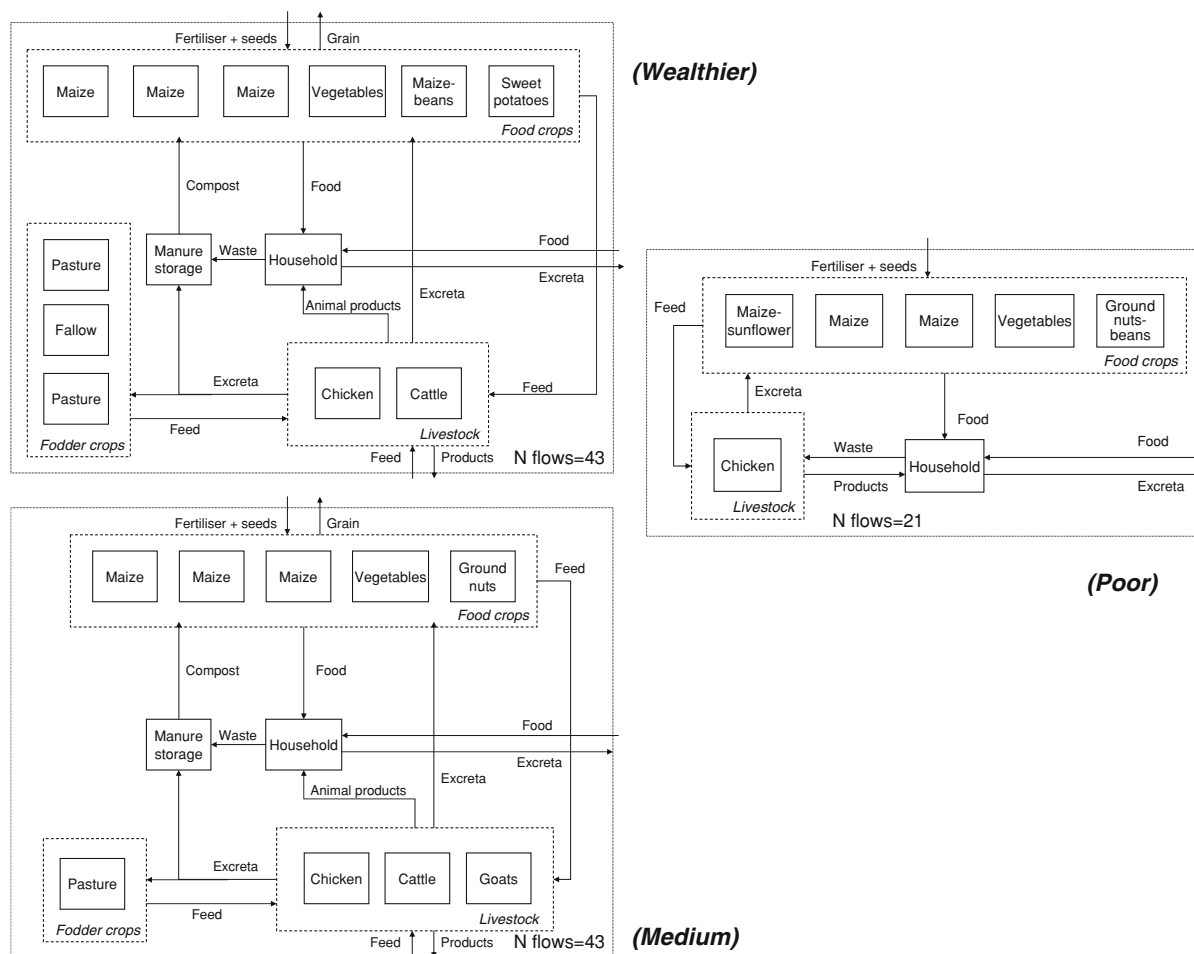 Fertiliser + seeds
Grain
(Wealthier)
Maize
Maize
Maize
Vegetables
Maize-
beans
Sweet
potatoes
Food crops
Compost
Food
Pasture
Fallow
Pasture
Fodder crops
Manure
storage
Waste
Household
Food
Excreta
Animal products
Excreta
Excreta
Feed
Chicken
Cattle
Livestock
Feed
Feed
Products
N flows=43
Fertiliser + seeds
Feed
Maize-
sunflower
Maize
Maize
Vegetables
Ground
nuts-
beans
Food crops
Excreta
Food
Chicken
Livestock
Waste
Products
Household
Food
Excreta
N flows=21
(Poor)
Fertiliser + seeds
Grain
Maize
Maize
Maize
Vegetables
Ground
nuts
Food crops
Feed
Compost
Food
Manure
storage
Waste
Household
Food
Excreta
Animal products
Excreta
Pasture
Fodder crops
Excreta
Feed
Chicken
Cattle
Goats
Livestock
Feed
Products
N flows=43
(Medium)